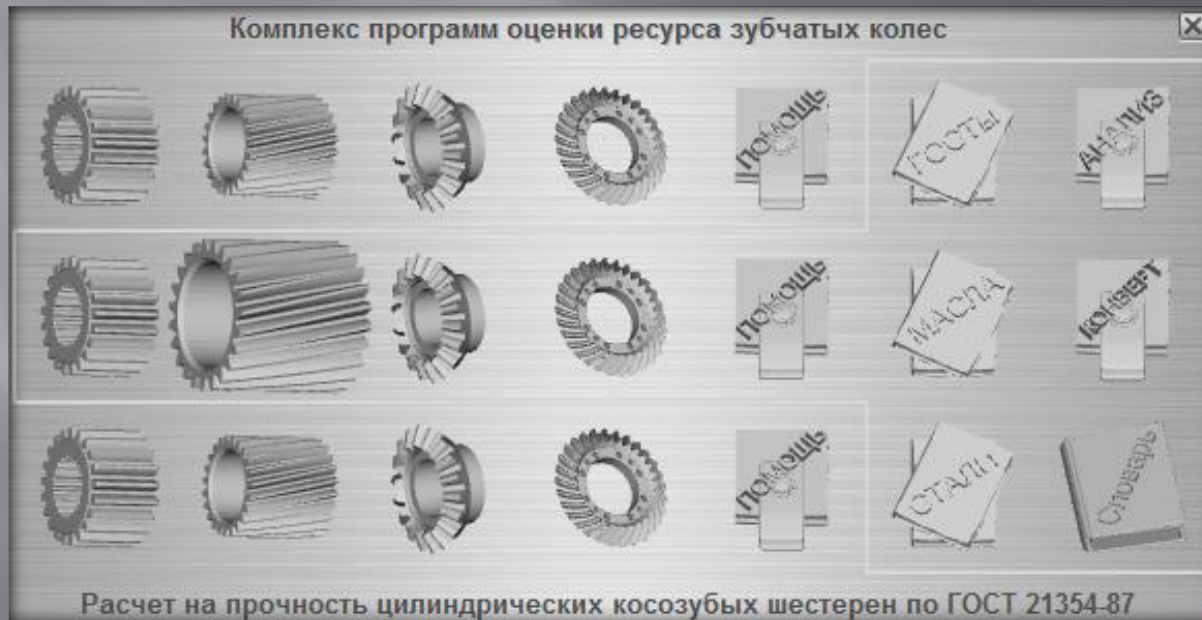 Комплекс программ оценки ресурса зубчатых колес
ПОМОЩЬ
ГОСТЫ
АНАЛИЗ
ПОМОЩЬ
МАСЛА
КОНВЕРТ
ПОМОЩЬ
СТАЛИ
Словарь
Расчет на прочность цилиндрических косозубых шестерен по ГОСТ 21354-87